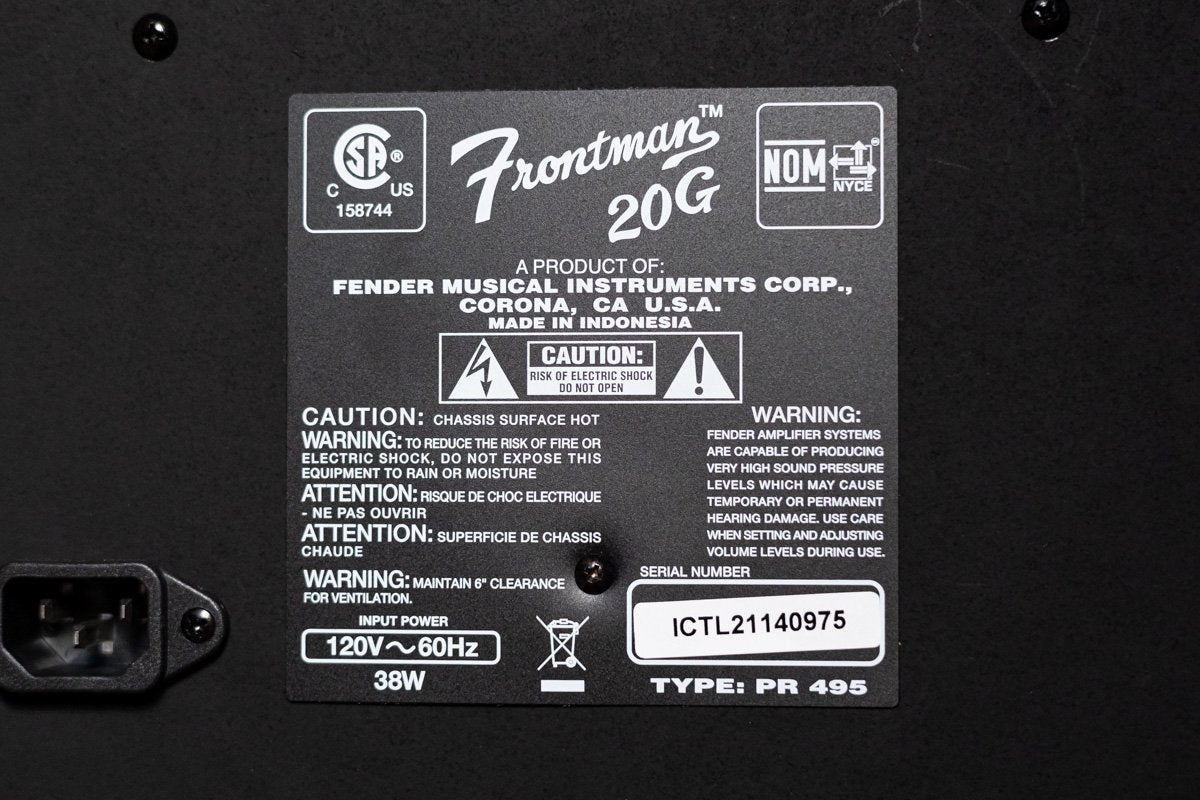 CSA®
C US
158744
Frontman™
20G
NOM
NYCE
A PRODUCT OF:
FENDER MUSICAL INSTRUMENTS CORP.,
CORONA, CA U.S.A.
MADE IN INDONESIA
CAUTION:
RISK OF ELECTRIC SHOCK
DO NOT OPEN
CAUTION: CHASSIS SURFACE HOT
WARNING: TO REDUCE THE RISK OF FIRE OR
ELECTRIC SHOCK, DO NOT EXPOSE THIS
EQUIPMENT TO RAIN OR MOISTURE
ATTENTION: RISQUE DE CHOC ELECTRIQUE
- NE PAS OUVRIR
ATTENTION: SUPERFICIE DE CHASSIS
CHAUDE
WARNING: MAINTAIN 6" CLEARANCE
FOR VENTILATION.
INPUT POWER
120V～60Hz
38W
WARNING:
FENDER AMPLIFIER SYSTEMS
ARE CAPABLE OF PRODUCING
VERY HIGH SOUND PRESSURE
LEVELS WHICH MAY CAUSE
TEMPORARY OR PERMANENT
HEARING DAMAGE. USE CARE
WHEN SETTING AND ADJUSTING
VOLUME LEVELS DURING USE.
SERIAL NUMBER
ICTL21140975
TYPE: PR 495